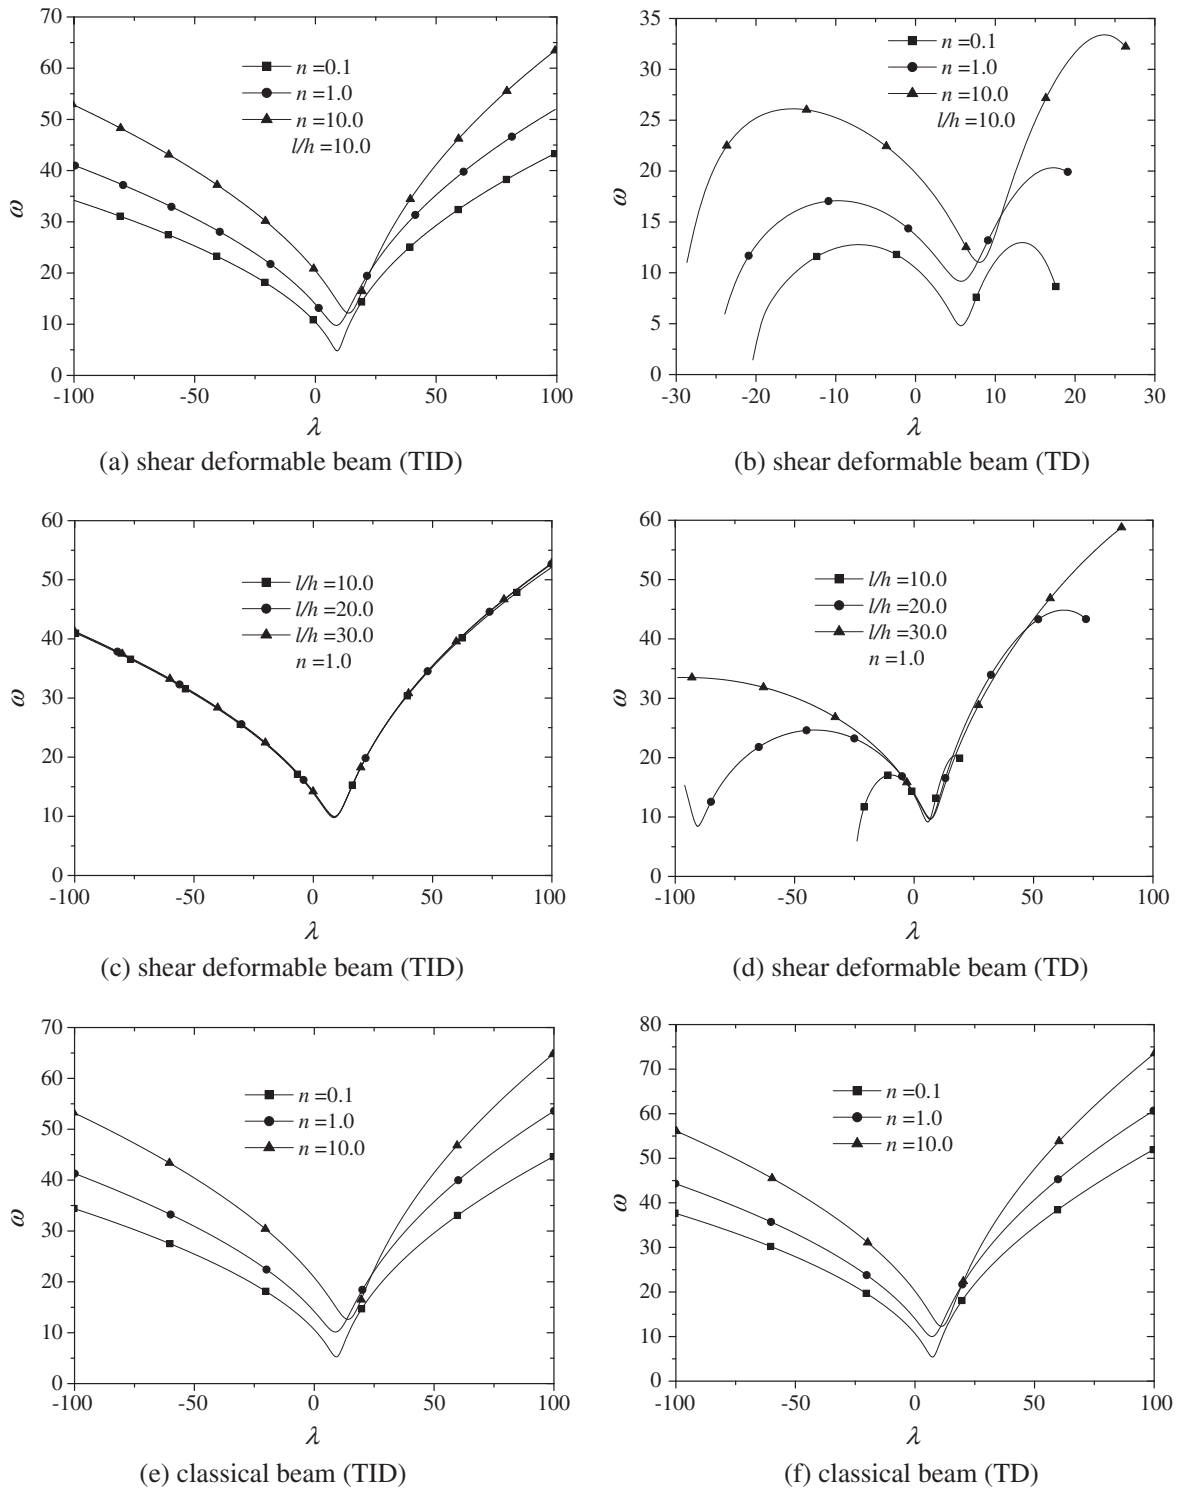 70
60
50
40
30
20
10
0
ω
n =0.1
n =1.0
n =10.0
l/h =10.0
-100 -50 0 50 100
λ
(a) shear deformable beam (TID)
35
30
25
20
15
10
5
0
ω
n =0.1
n =1.0
n =10.0
l/h =10.0
-30 -20 -10 0 10 20 30
λ
(b) shear deformable beam (TD)
60
50
40
30
20
10
0
ω
l/h =10.0
l/h =20.0
l/h =30.0
n =1.0
-100 -50 0 50 100
λ
(c) shear deformable beam (TID)
60
50
40
30
20
10
0
ω
l/h =10.0
l/h =20.0
l/h =30.0
n =1.0
-100 -50 0 50 100
λ
(d) shear deformable beam (TD)
70
60
50
40
30
20
10
0
ω
n =0.1
n =1.0
n =10.0
-100 -50 0 50 100
λ
(e) classical beam (TID)
80
70
60
50
40
30
20
10
0
ω
n =0.1
n =1.0
n =10.0
-100 -50 0 50 100
λ
(f) classical beam (TD)